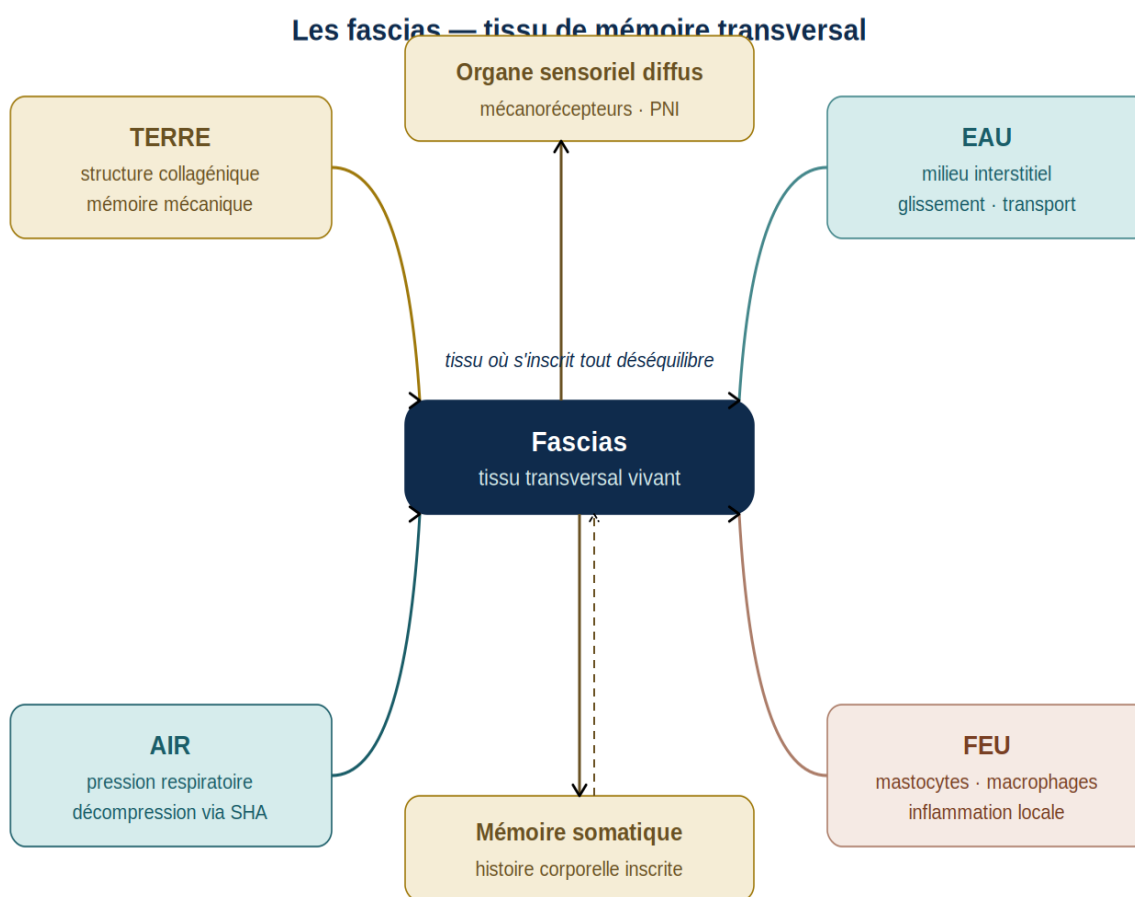 Les fascias — tissu de mémoire transversal
Organe sensoriel diffus
mécanorécepteurs · PNI
TERRE
structure collagénique
mémoire mécanique
EAU
milieu interstitiel
glissement · transport
tissu où s'inscrit tout déséquilibre
Fascias
tissu transversal vivant
AIR
pression respiratoire
décompression via SHA
FEU
mastocytes · macrophages
inflammation locale
Mémoire somatique
histoire corporelle inscrite